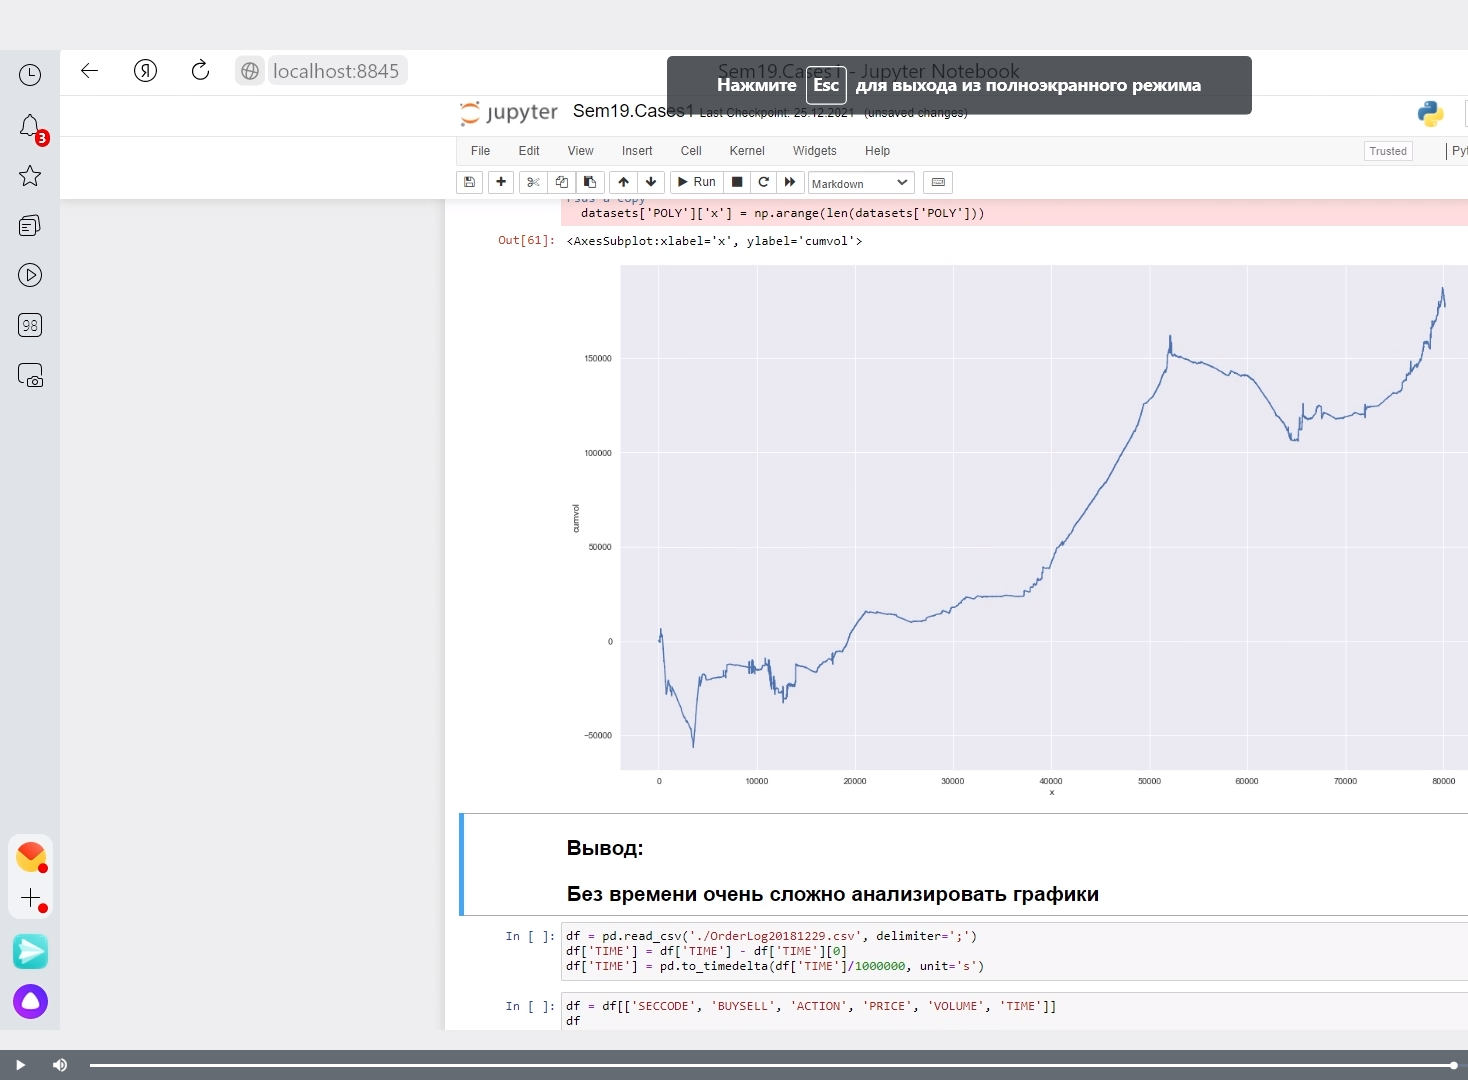 localhost:8845
Sem19.Cases1 - Jupyter Notebook
Нажмите Esc для выхода из полноэкранного режима
3
jupyter Sem19.Cases1 Last Checkpoint: 25.12.2021 (unsaved changes)
File Edit View Insert Cell Kernel Widgets Help Trusted
Run Markdown
98
datasets['POLY']['x'] = np.arange(len(datasets['POLY']))
Out[61]: <AxesSubplot:xlabel='x', ylabel='cumvol'>
150000
100000
50000
0
−50000
cumvol
0 10000 20000 30000 40000 50000 60000 70000 80000
x
Вывод:
Без времени очень сложно анализировать графики
In [ ]: df = pd.read_csv('./OrderLog20181229.csv', delimiter=';')
df['TIME'] = df['TIME'] - df['TIME'][0]
df['TIME'] = pd.to_timedelta(df['TIME']/1000000, unit='s')
In [ ]: df = df[['SECCODE', 'BUYSELL', 'ACTION', 'PRICE', 'VOLUME', 'TIME']]
df